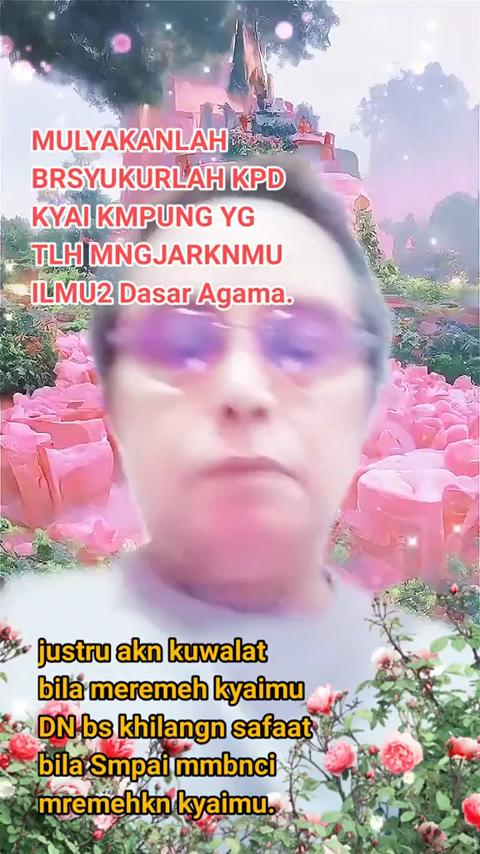 MULYAKANLAH
BRSYUKURLAH KPD
KYAI KMPUNG YG
TLH MNGJARKNMU
ILMU2 Dasar Agama.
justru akn kuwalat
bila meremeh kyaimu
DN bs khilangn safaat
bila Smpai mmbnci
mremehkn kyaimu.